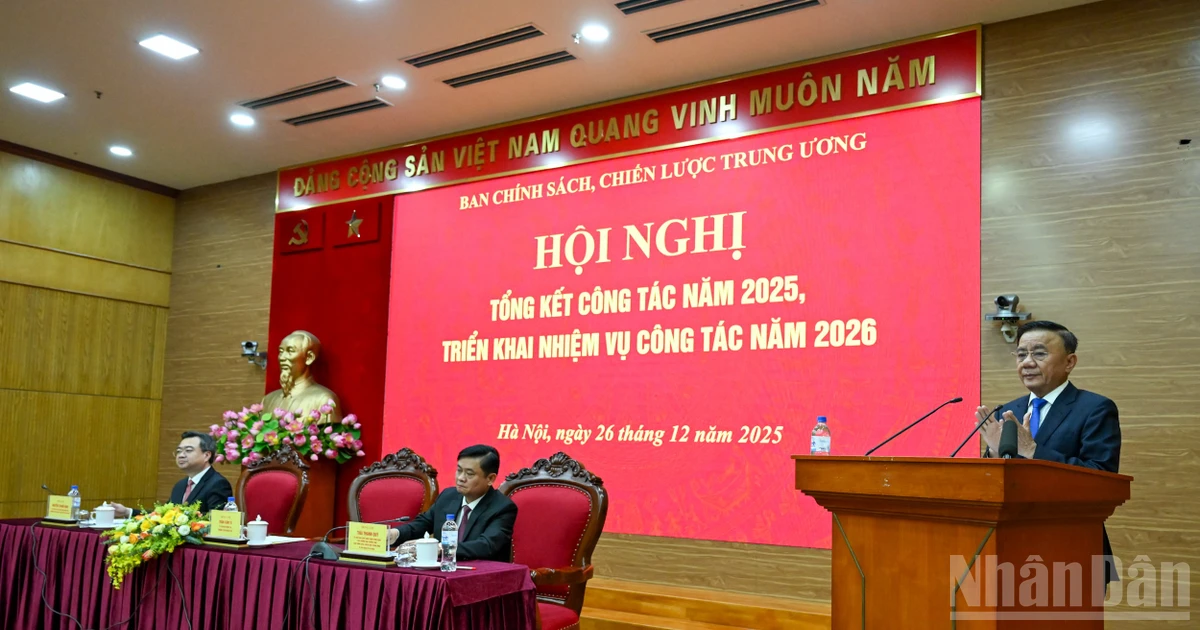 ĐẢNG CỘNG SẢN VIỆT NAM QUANG VINH MUÔN NĂM
BAN CHÍNH SÁCH, CHIẾN LƯỢC TRUNG ƯƠNG
HỘI NGHỊ
TỔNG KẾT CÔNG TÁC NĂM 2025,
TRIỂN KHAI NHIỆM VỤ CÔNG TÁC NĂM 2026
Hà Nội, ngày 26 tháng 12 năm 2025
NhânDân